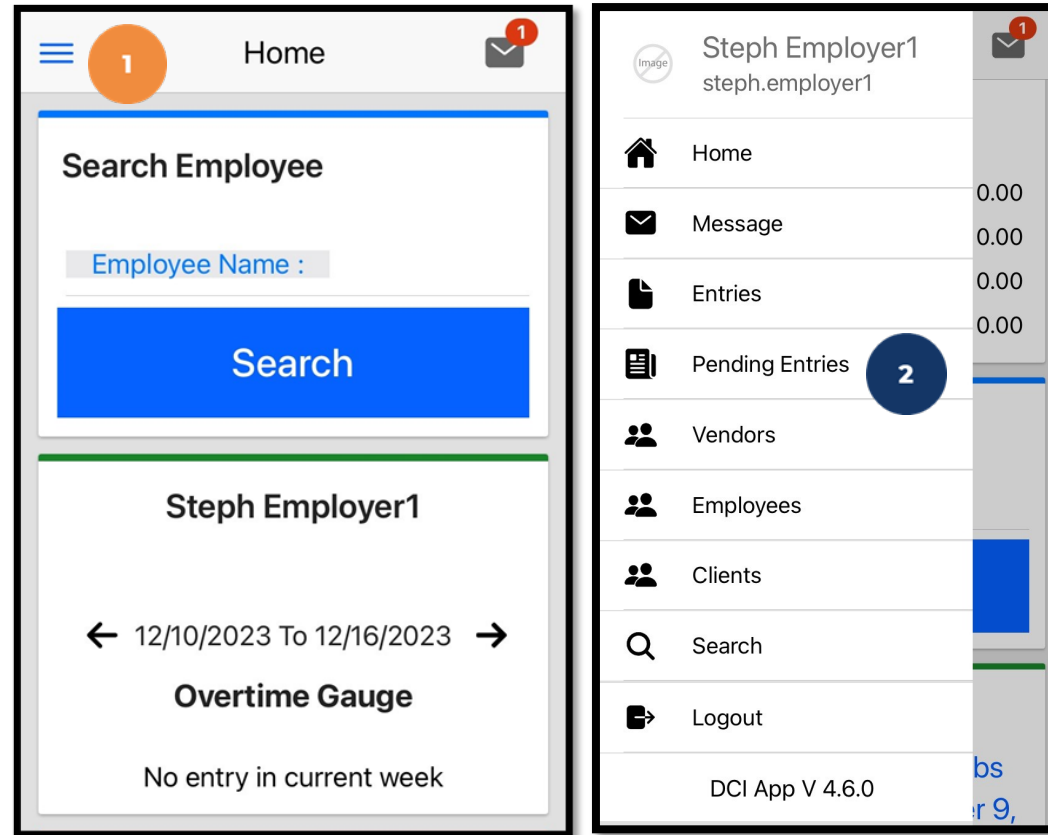 1
Home
1
Search Employee
Employee Name :
Search
Steph Employer1
12/10/2023 To 12/16/2023
Overtime Gauge
No entry in current week
Image
Steph Employer1
steph.employer1
1
Home
Message
Entries
Pending Entries
2
Vendors
Employees
Clients
Search
Logout
DCI App V 4.6.0
0.00
0.00
0.00
0.00
bs
r 9,